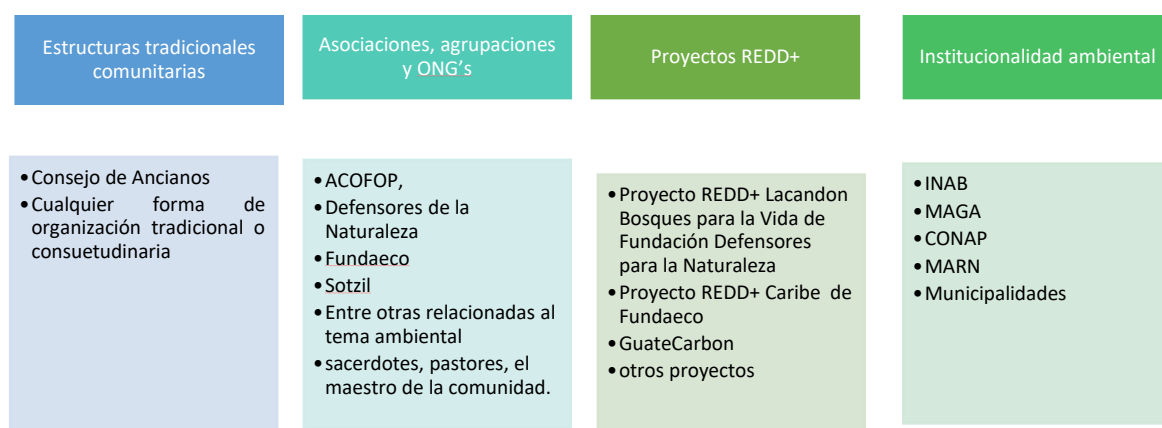 Estructuras tradicionales
comunitarias
Asociaciones, agrupaciones
y ONG's
Proyectos REDD+
Institucionalidad ambiental
•Consejo de Ancianos
•Cualquier forma de
organización tradicional o
consuetudinaria
•ACOFOP,
•Defensores de la
Naturaleza
•Fundaeco
•Sotzil
•Entre otras relacionadas al
tema ambiental
•sacerdotes, pastores, el
maestro de la comunidad.
•Proyecto REDD+ Lacandon
Bosques para la Vida de
Fundación Defensores
para la Naturaleza
•Proyecto REDD+ Caribe de
Fundaeco
•GuateCarbon
•otros proyectos
•INAB
•MAGA
•CONAP
•MARN
•Municipalidades